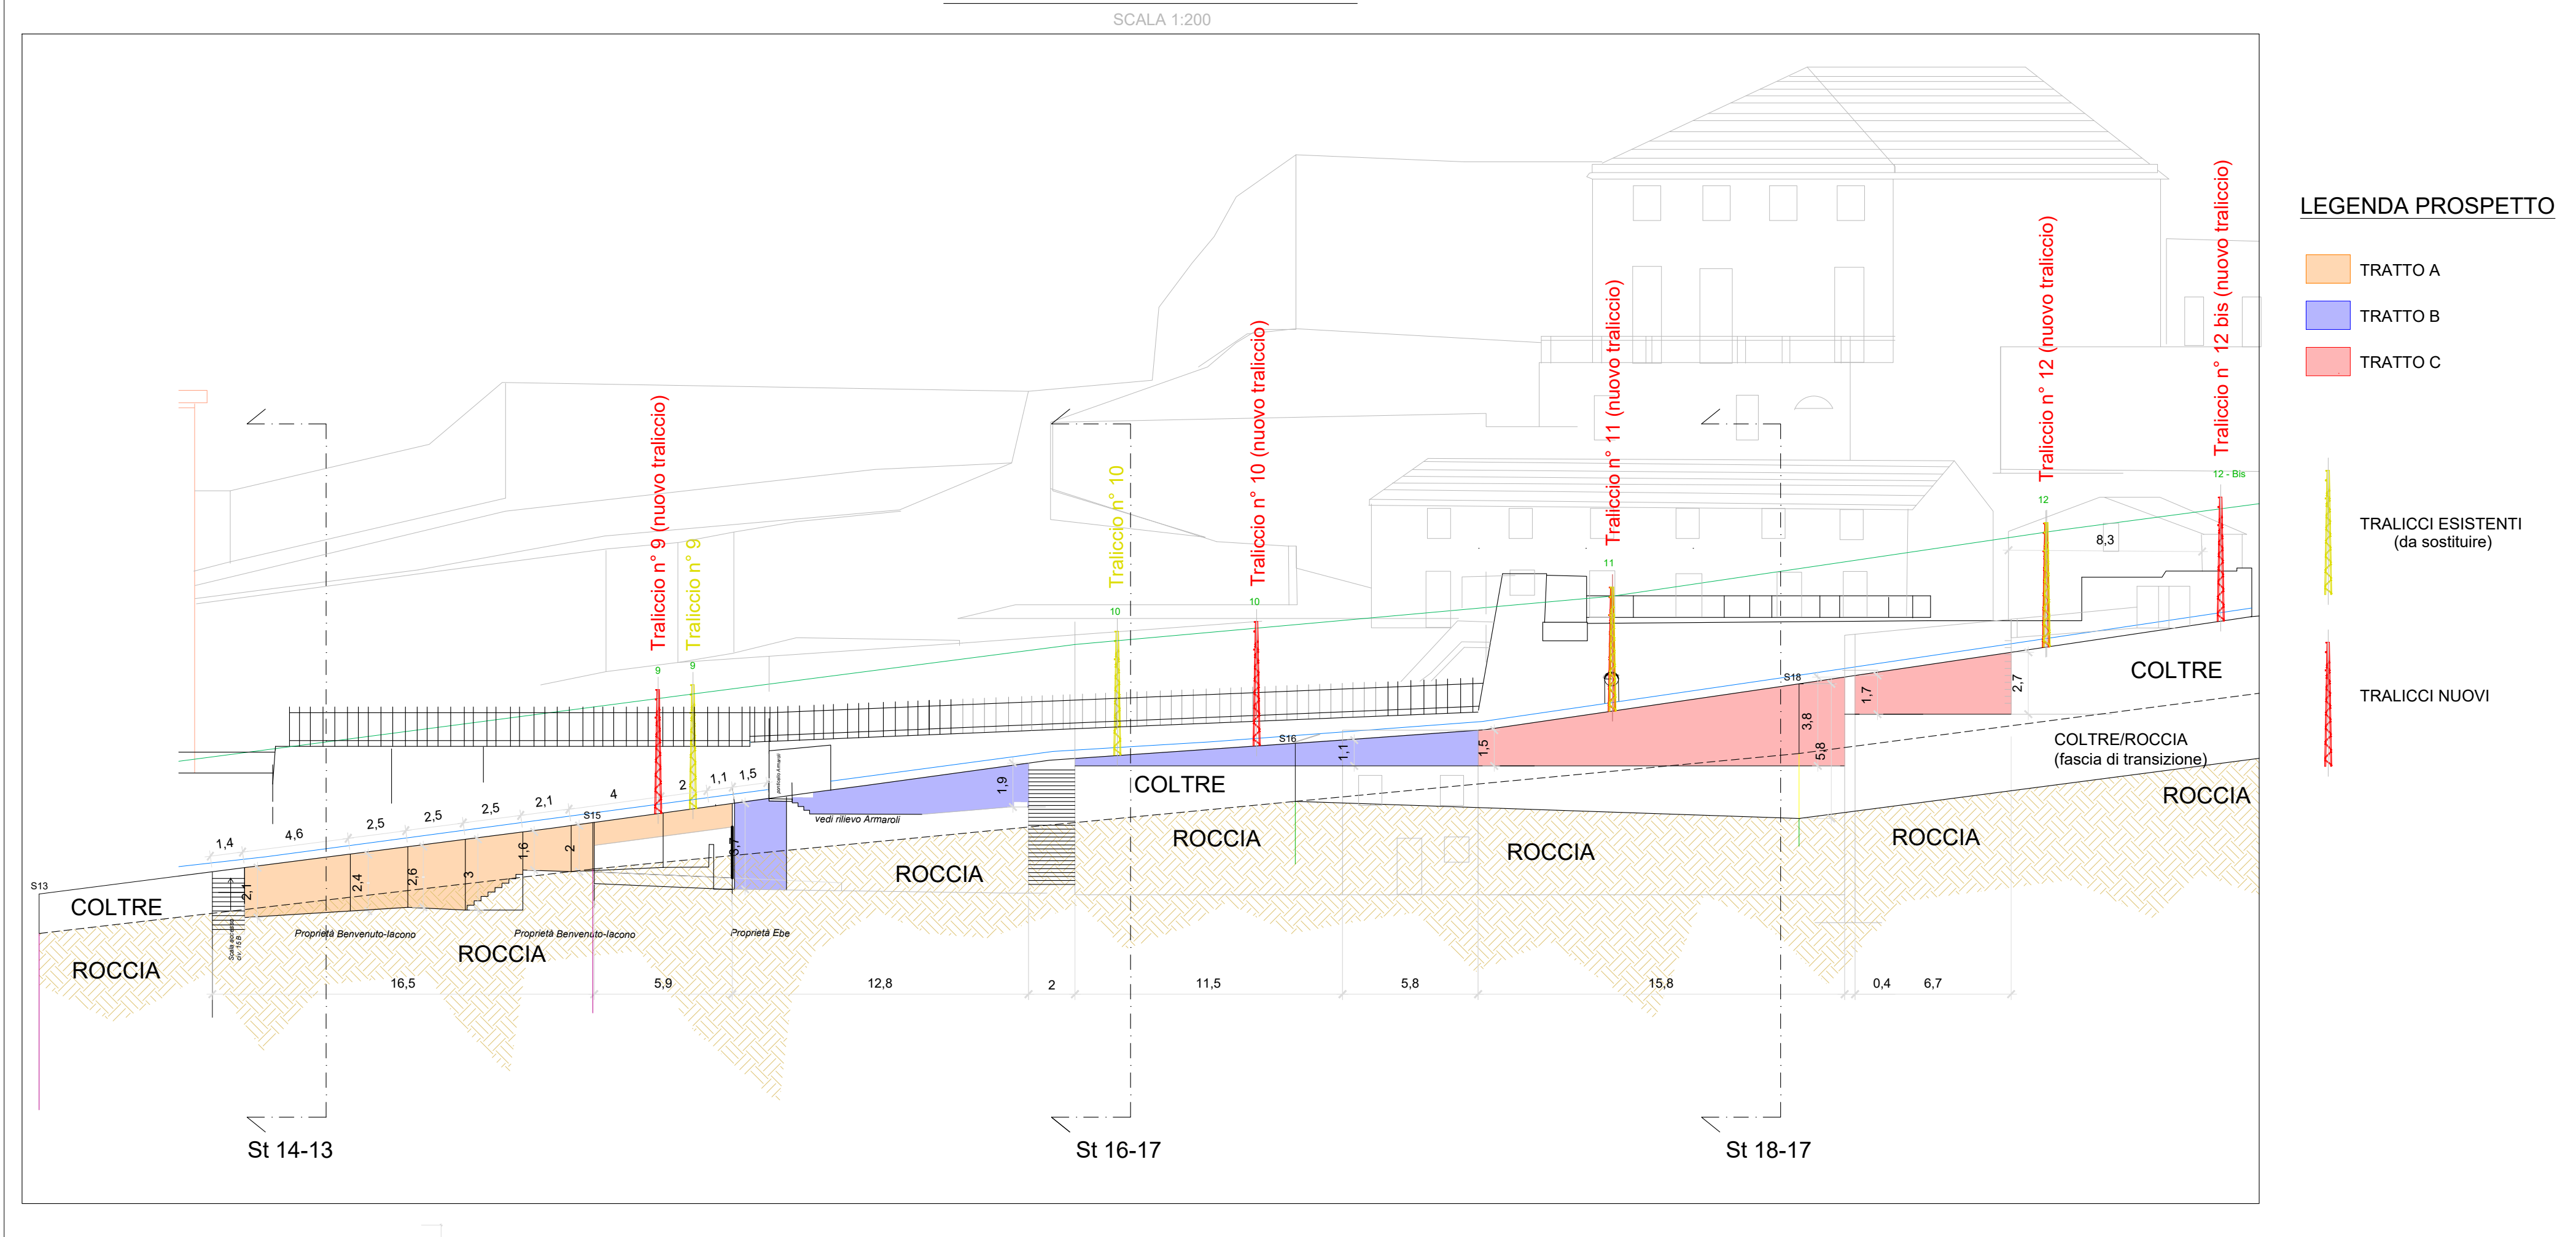 SCALA 1:200
LEGENDA PROSPETTO
TRATTO A
TRATTO B
TRATTO C
TRALICCI ESISTENTI
(da sostituire)
TRALICCI NUOVI
Traliccio n° 9 (nuovo traliccio)
Traliccio n° 9
Traliccio n° 10
Traliccio n° 10 (nuovo traliccio)
Traliccio n° 11 (nuovo traliccio)
Traliccio n° 12 (nuovo traliccio)
Traliccio n° 12 bis (nuovo traliccio)
9
9
10
10
11
12
12 - Bis
8,3
S13
S15
S16
S18
1,4
4,6
2,5
2,5
2,5
2,1
4
2
1,1
1,5
2,1
2,4
2,6
3
1,6
2
1,9
1,1
1,5
3,8
5,8
1,7
2,7
ponticello Armaroli
vedi rilievo Armaroli
COLTRE
COLTRE
COLTRE
COLTRE/ROCCIA
(fascia di transizione)
ROCCIA
ROCCIA
ROCCIA
ROCCIA
ROCCIA
ROCCIA
ROCCIA
Scala accesso
civ. 15 B
Proprietà Benvenuto-Iacono
Proprietà Benvenuto-Iacono
Proprietà Ebe
16,5
5,9
12,8
2
11,5
5,8
15,8
0,4
6,7
St 14-13
St 16-17
St 18-17